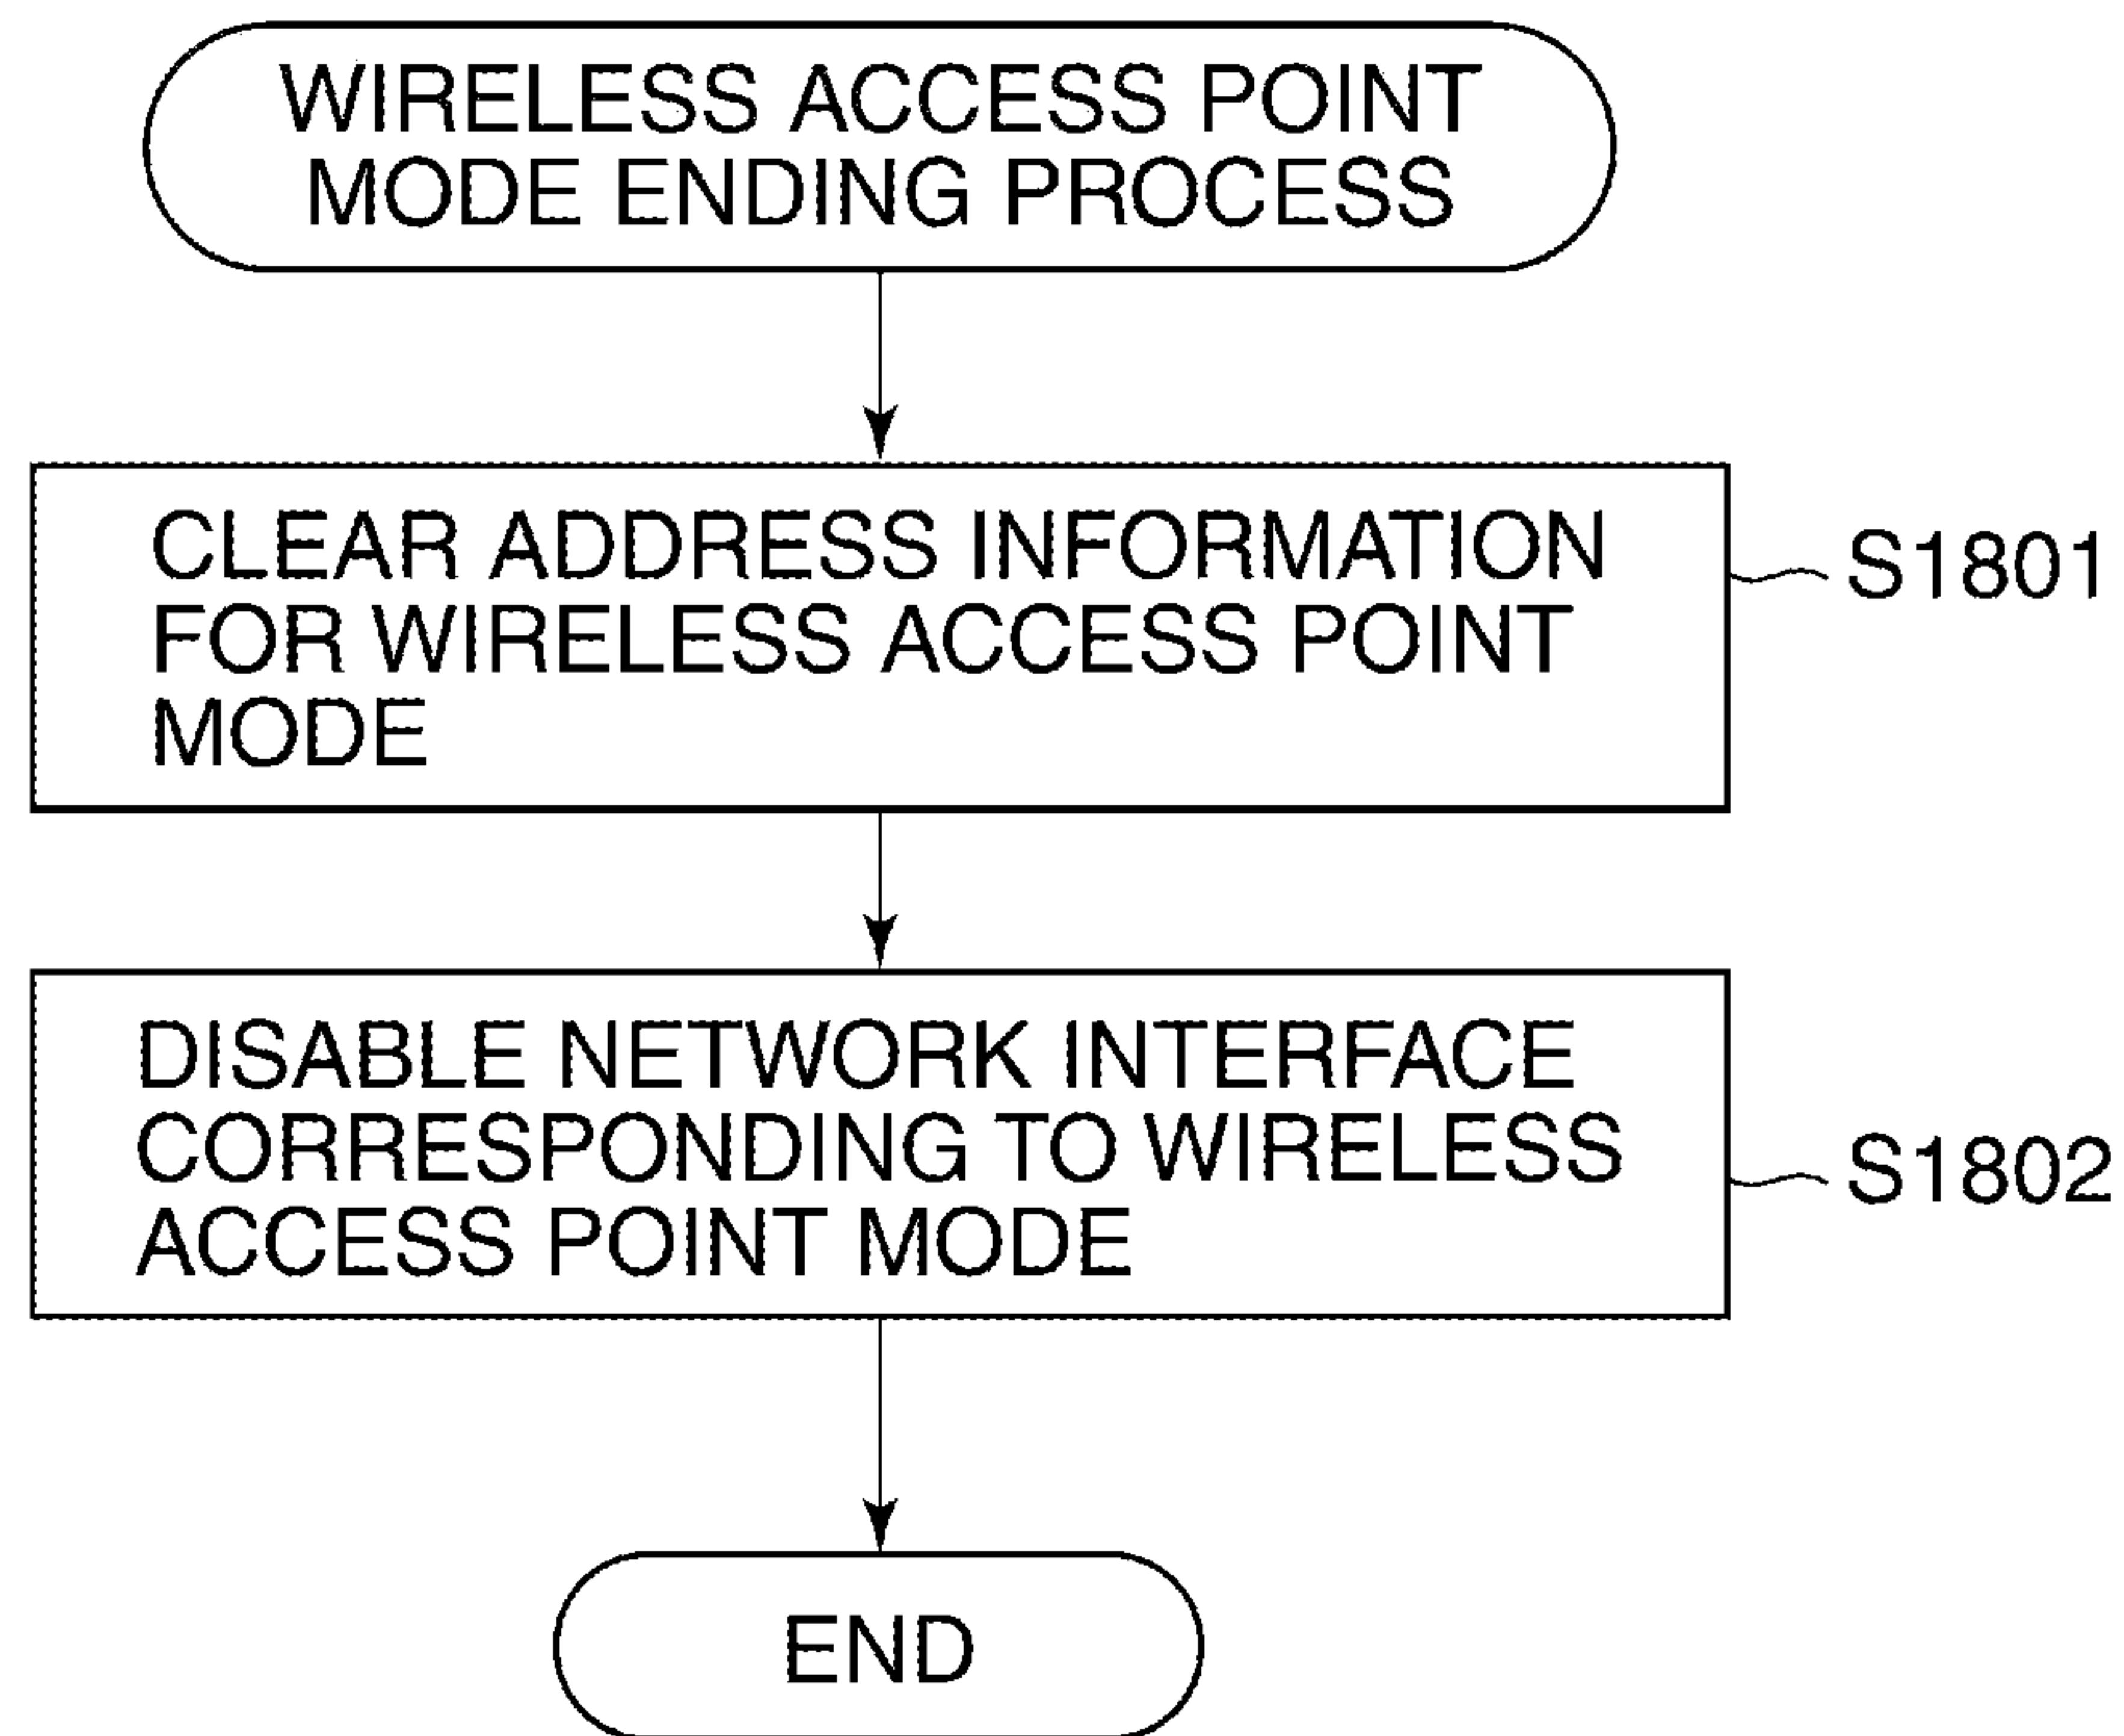 WIRELESS ACCESS POINT
MODE ENDING PROCESS
CLEAR ADDRESS INFORMATION
FOR WIRELESS ACCESS POINT
MODE
S1801
DISABLE NETWORK INTERFACE
CORRESPONDING TO WIRELESS
ACCESS POINT MODE
S1802
END